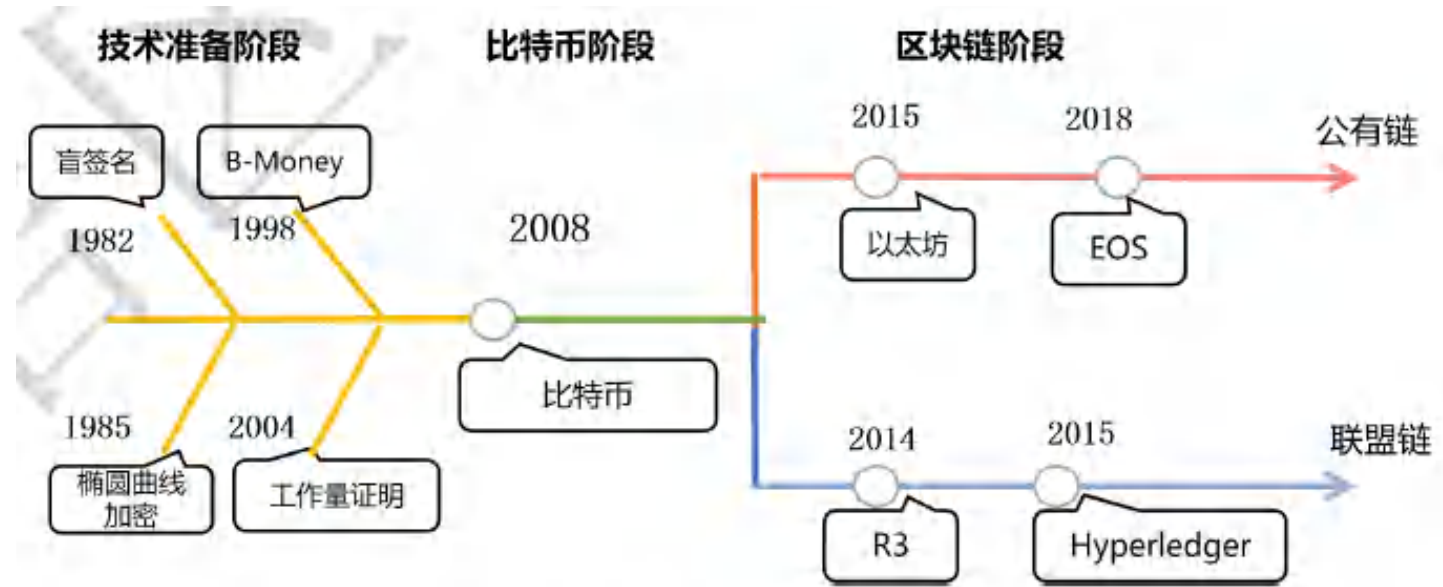 技术准备阶段
比特币阶段
区块链阶段
盲签名
1982
B-Money
1998
1985
椭圆曲线
加密
2004
工作量证明
2008
比特币
2015
以太坊
2018
EOS
公有链
2014
R3
2015
Hyperledger
联盟链